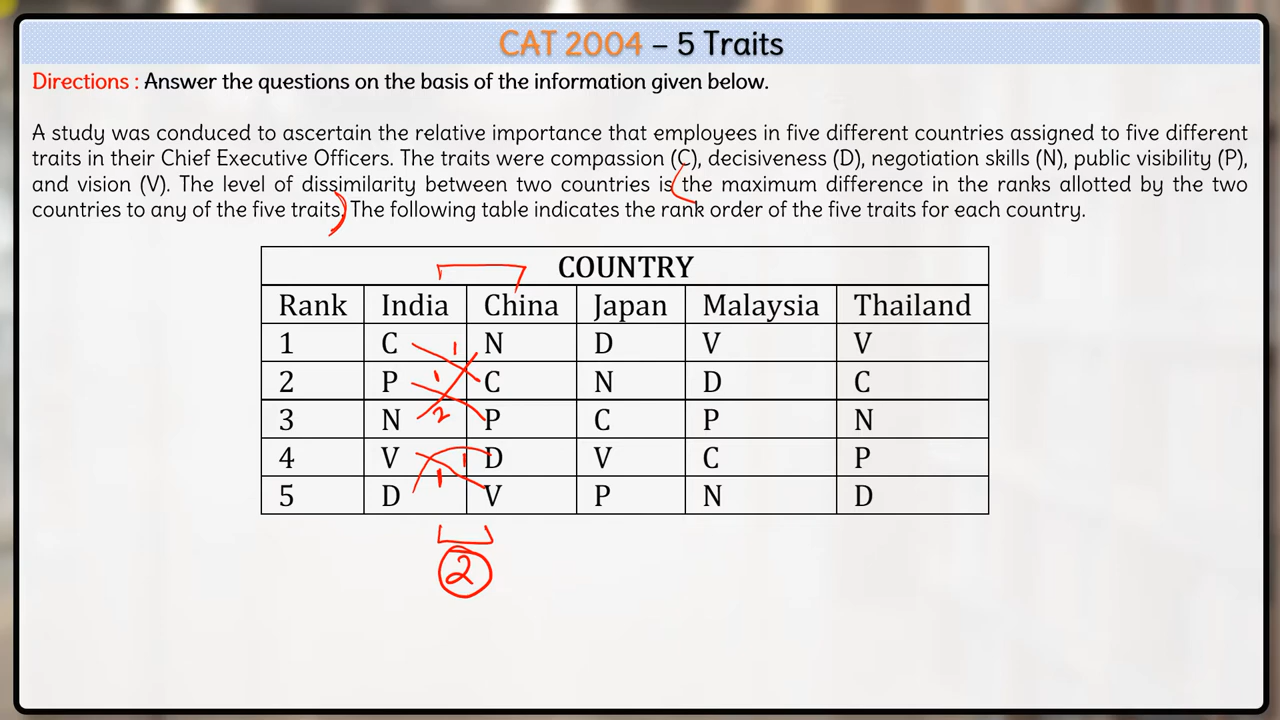 CAT 2004 – 5 Traits
Directions : Answer the questions on the basis of the information given below.
A study was conduced to ascertain the relative importance that employees in five different countries assigned to five different
traits in their Chief Executive Officers. The traits were compassion (C), decisiveness (D), negotiation skills (N), public visibility (P),
and vision (V). The level of dissimilarity between two countries is the maximum difference in the ranks allotted by the two
countries to any of the five traits. The following table indicates the rank order of the five traits for each country.
COUNTRY
Rank India China Japan Malaysia Thailand
1 C 1 N D V V
2 P 1 C N D C
3 N 2 P C P N
4 V 1 D V C P
5 D 1 V P N D
2